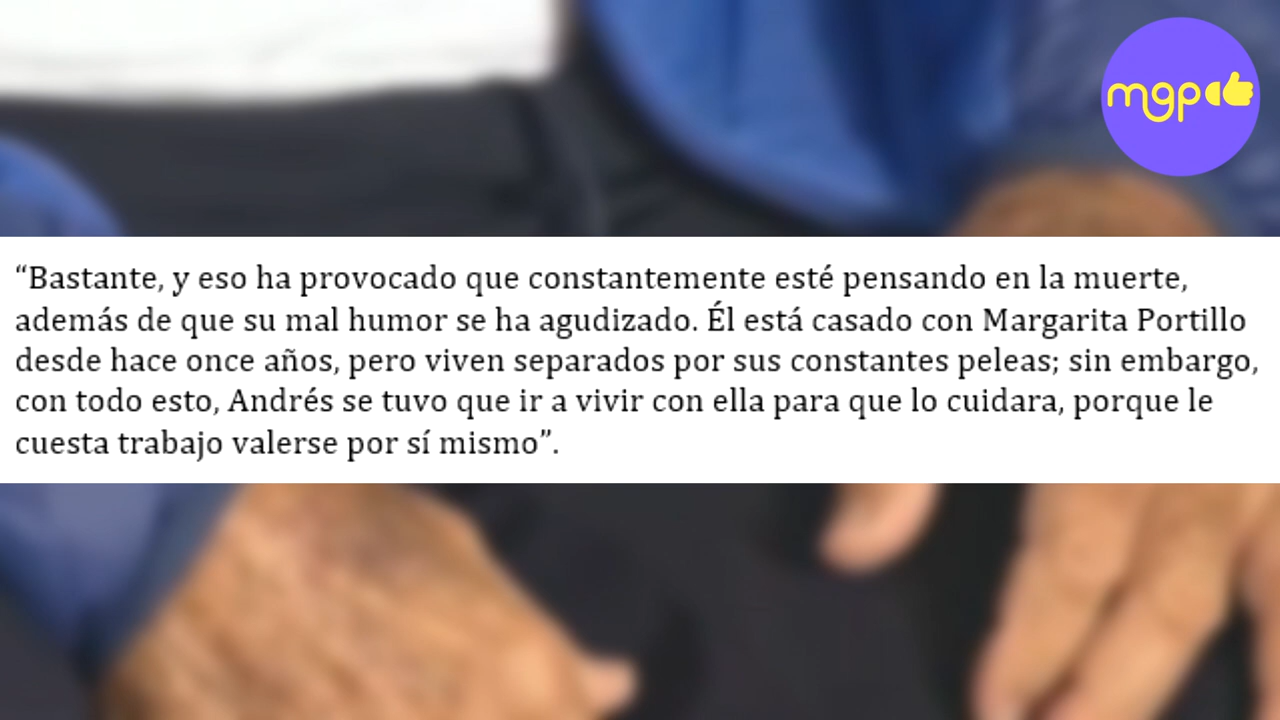 mgp
“Bastante, y eso ha provocado que constantemente esté pensando en la muerte,
además de que su mal humor se ha agudizado. Él está casado con Margarita Portillo
desde hace once años, pero viven separados por sus constantes peleas; sin embargo,
con todo esto, Andrés se tuvo que ir a vivir con ella para que lo cuidara, porque le
cuesta trabajo valerse por sí mismo”.